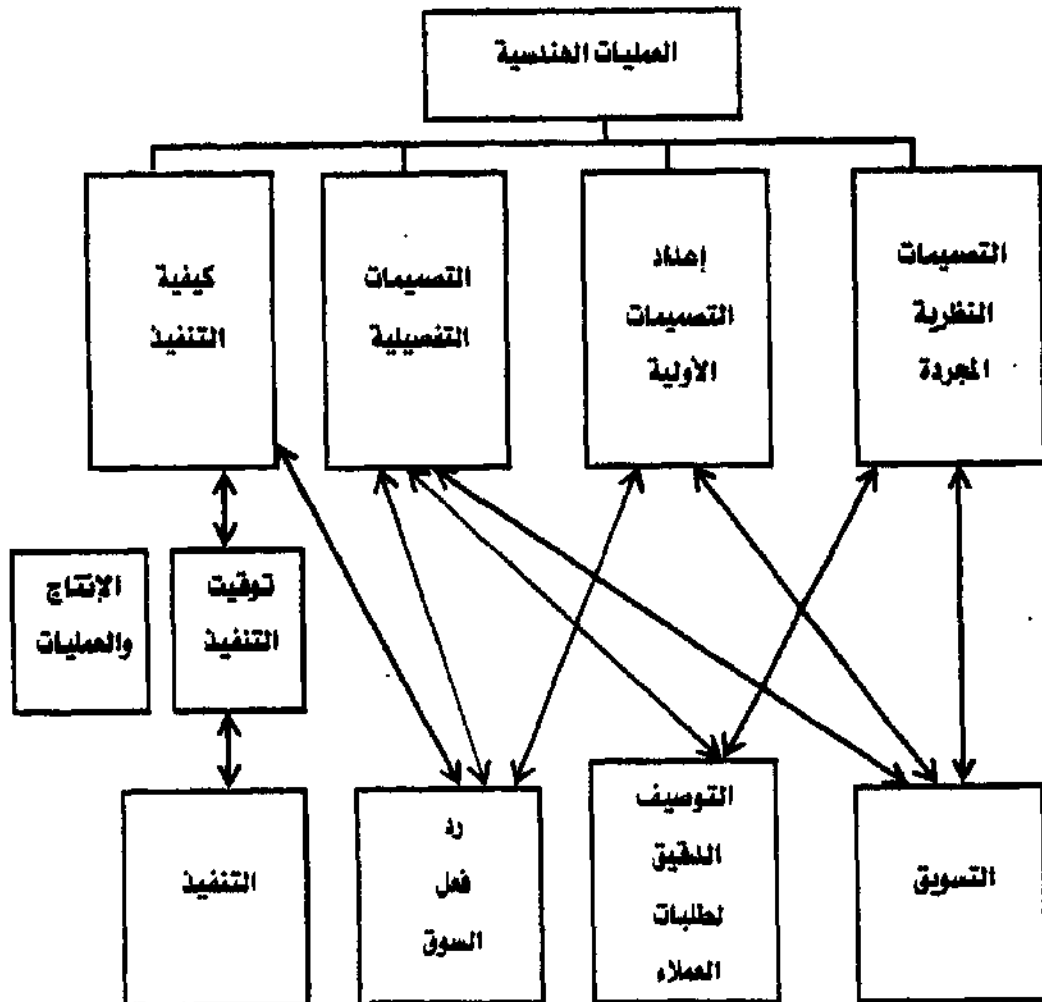 العمليات الهندسية
التصميمات
النظرية
المجردة
إعداد
التصميمات
الأولية
التصميمات
التفصيلية
كيفية
التنفيذ
توقيت
التنفيذ
الإنتاج
والعمليات
التسويق
التوصيف
الدقيق
لطلبات
العملاء
رد
فعل
السوق
التنفيذ